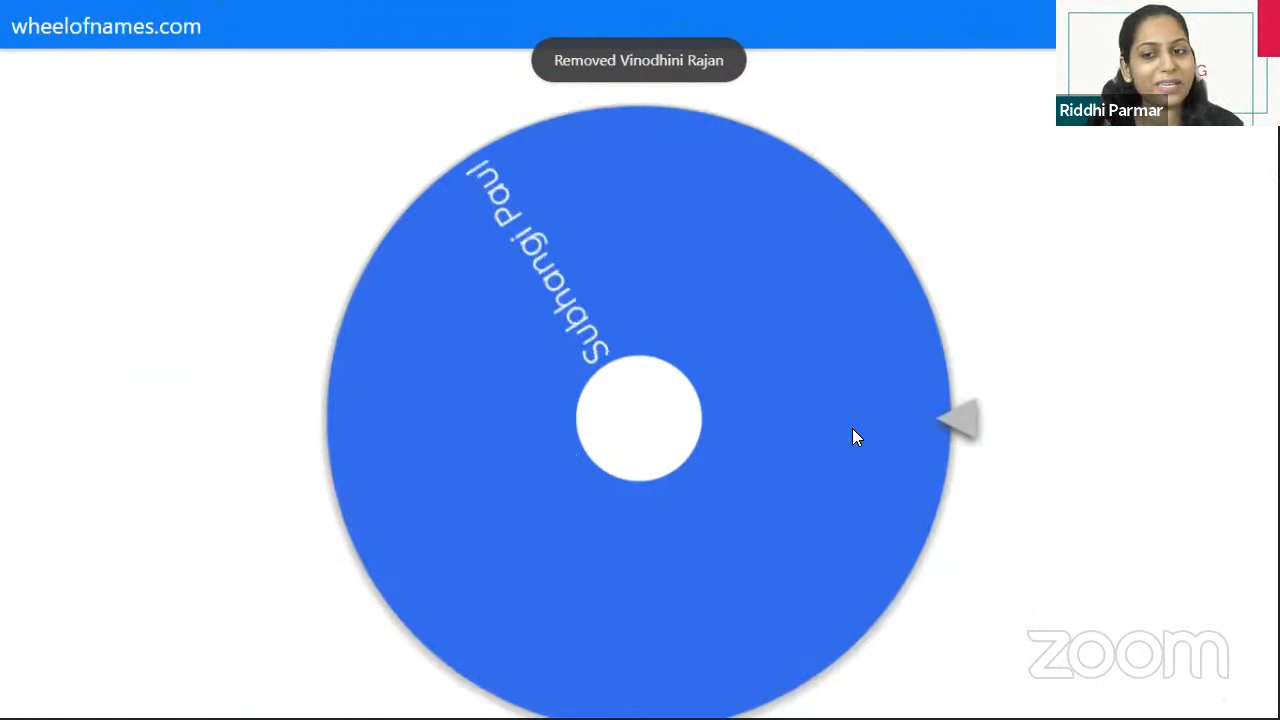 wheelofnames.com
Removed Vinodhini Rajan
G
Riddhi Parmar
Subhangi Paul
zoom